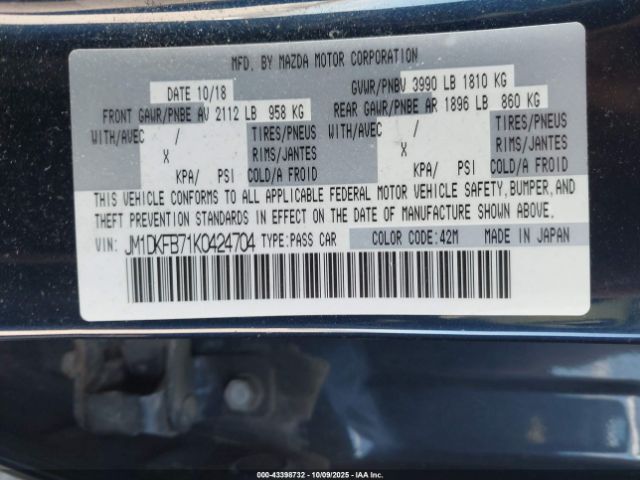 MFD. BY MAZDA MOTOR CORPORATION
DATE 10/18 GVWR/PNBV 3990 LB 1810 KG
FRONT GAWR/PNBE AV 2112 LB 958 KG REAR GAWR/PNBE AR 1896 LB 860 KG
WITH/AVEC / TIRES/PNEUS WITH/AVEC / TIRES/PNEUS
X RIMS/JANTES X RIMS/JANTES
KPA/ PSI COLD/A FROID KPA/ PSI COLD/A FROID
THIS VEHICLE CONFORMS TO ALL APPLICABLE FEDERAL MOTOR VEHICLE SAFETY, BUMPER, AND
THEFT PREVENTION STANDARDS IN EFFECT ON THE DATE OF MANUFACTURE SHOWN ABOVE.
VIN: JM1DKFB71K0424704 TYPE:PASS CAR COLOR CODE:42M MADE IN JAPAN
000-43398732 - 10/09/2025 - IAAI.COM